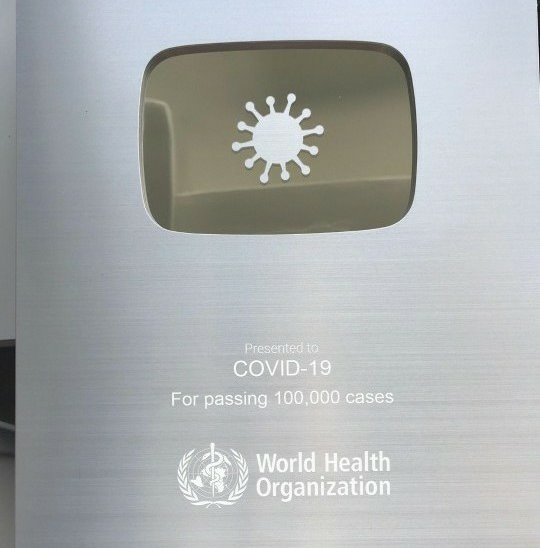 Presented to
COVID-19
For passing 100,000 cases
World Health
Organization